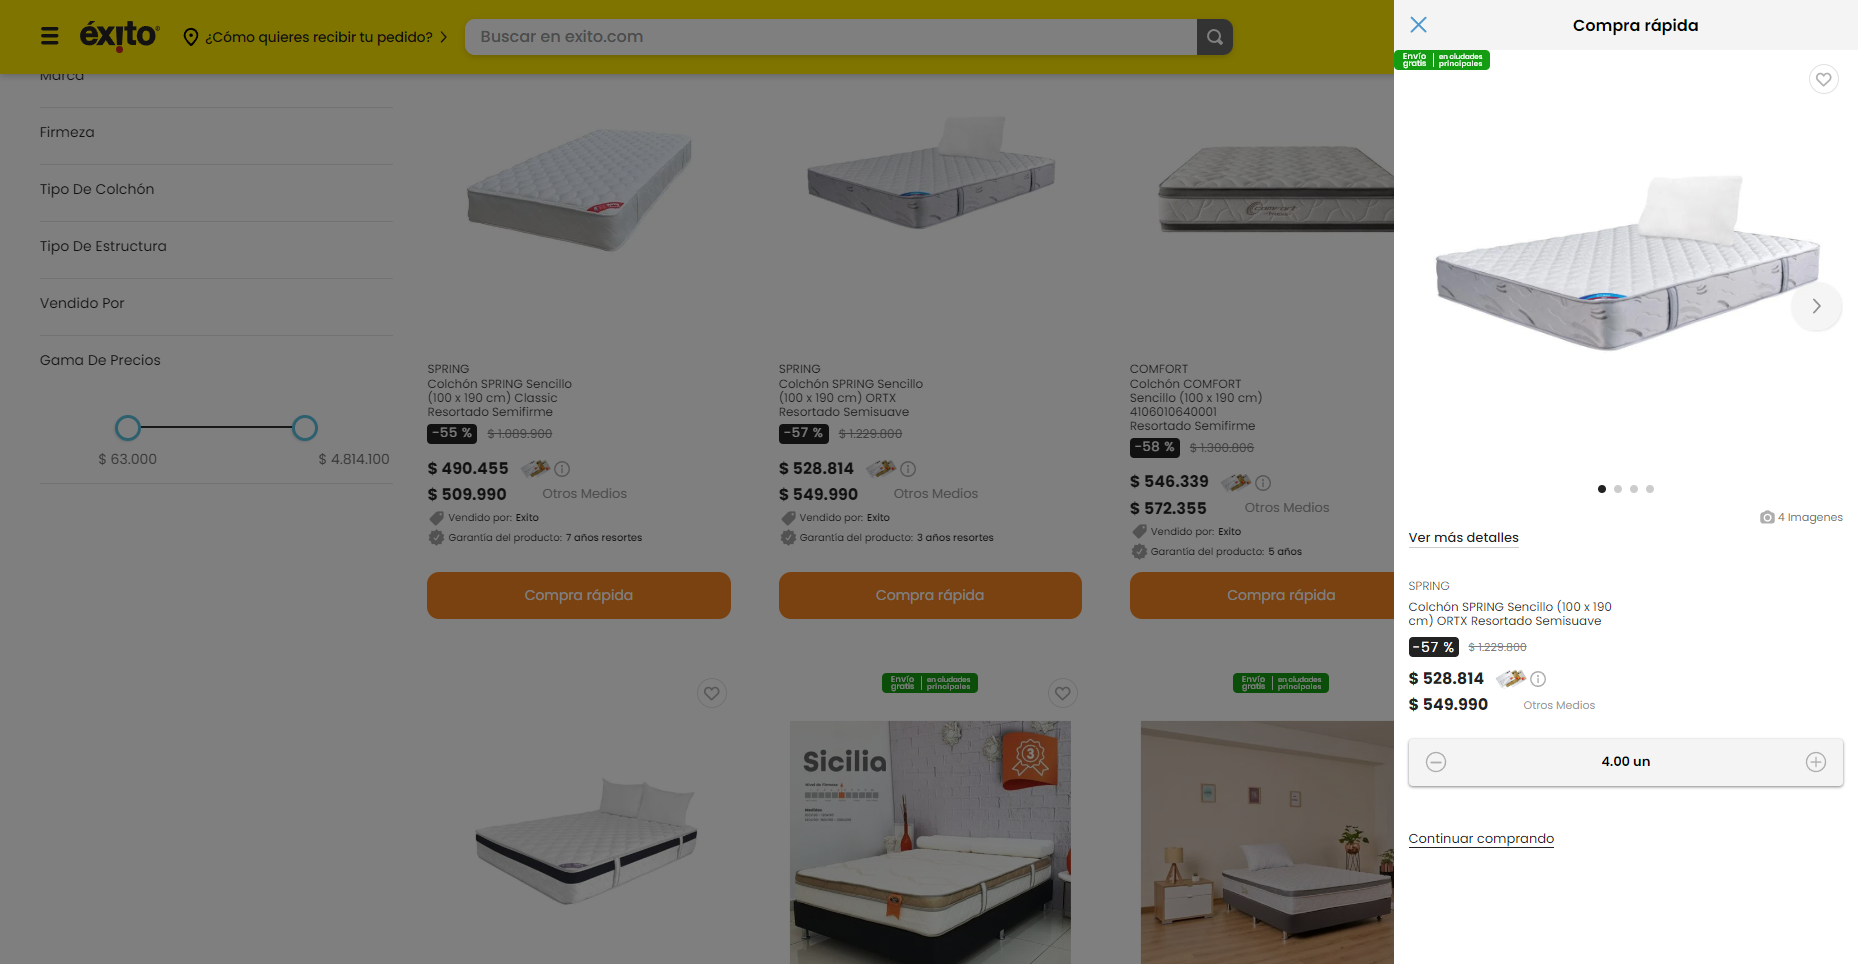 éxito
¿Cómo quieres recibir tu pedido?
Buscar en exito.com
Marca
Firmeza
Tipo De Colchón
Tipo De Estructura
Vendido Por
Gama De Precios
$ 63.000
$ 4.814.100
SPRING
Colchón SPRING Sencillo
(100 x 190 cm) Classic
Resortado Semifirme
-55 % $ 1.089.900
$ 490.455
$ 509.990 Otros Medios
Vendido por: Exito
Garantía del producto: 7 años resortes
Compra rápida
SPRING
Colchón SPRING Sencillo
(100 x 190 cm) ORTX
Resortado Semisuave
-57 % $ 1.229.800
$ 528.814
$ 549.990 Otros Medios
Vendido por: Exito
Garantía del producto: 3 años resortes
Compra rápida
comfort
COMFORT
Colchón COMFORT
Sencillo (100 x 190 cm)
4106010640001
Resortado Semifirme
-58 % $ 1.300.806
$ 546.339
$ 572.355 Otros Medios
Vendido por: Exito
Garantía del producto: 5 años
Compra rápida
Envío gratis en ciudades principales
Sicilia
Nivel de Firmeza
Medidas
3
Envío gratis en ciudades principales
Compra rápida
Envío gratis en ciudades principales
4 Imagenes
Ver más detalles
SPRING
Colchón SPRING Sencillo (100 x 190
cm) ORTX Resortado Semisuave
-57 % $ 1.229.800
$ 528.814
$ 549.990 Otros Medios
4.00 un
Continuar comprando